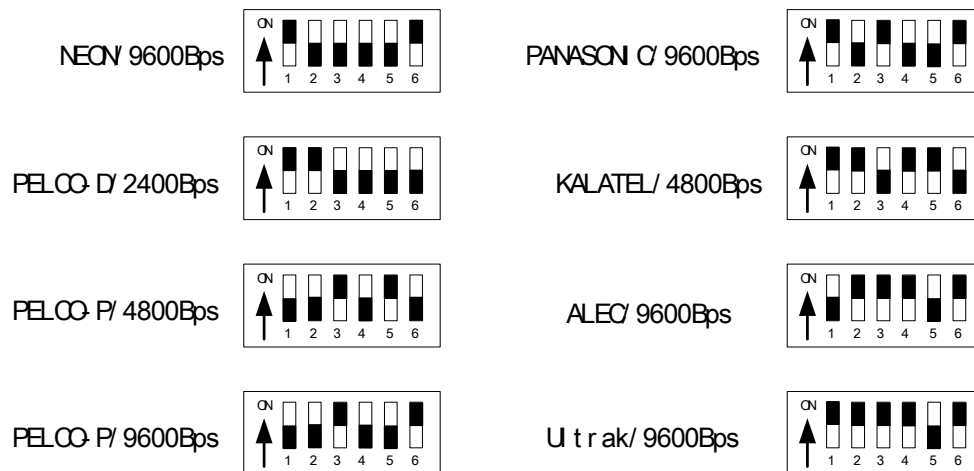 NEON/ 9600Bps
ON
1 2 3 4 5 6
PANASONIC/ 9600Bps
ON
1 2 3 4 5 6
PELCO-D/ 2400Bps
ON
1 2 3 4 5 6
KALATEL/ 4800Bps
ON
1 2 3 4 5 6
PELCO-P/ 4800Bps
ON
1 2 3 4 5 6
ALEC/ 9600Bps
ON
1 2 3 4 5 6
PELCO-P/ 9600Bps
ON
1 2 3 4 5 6
Ultrak/ 9600Bps
ON
1 2 3 4 5 6